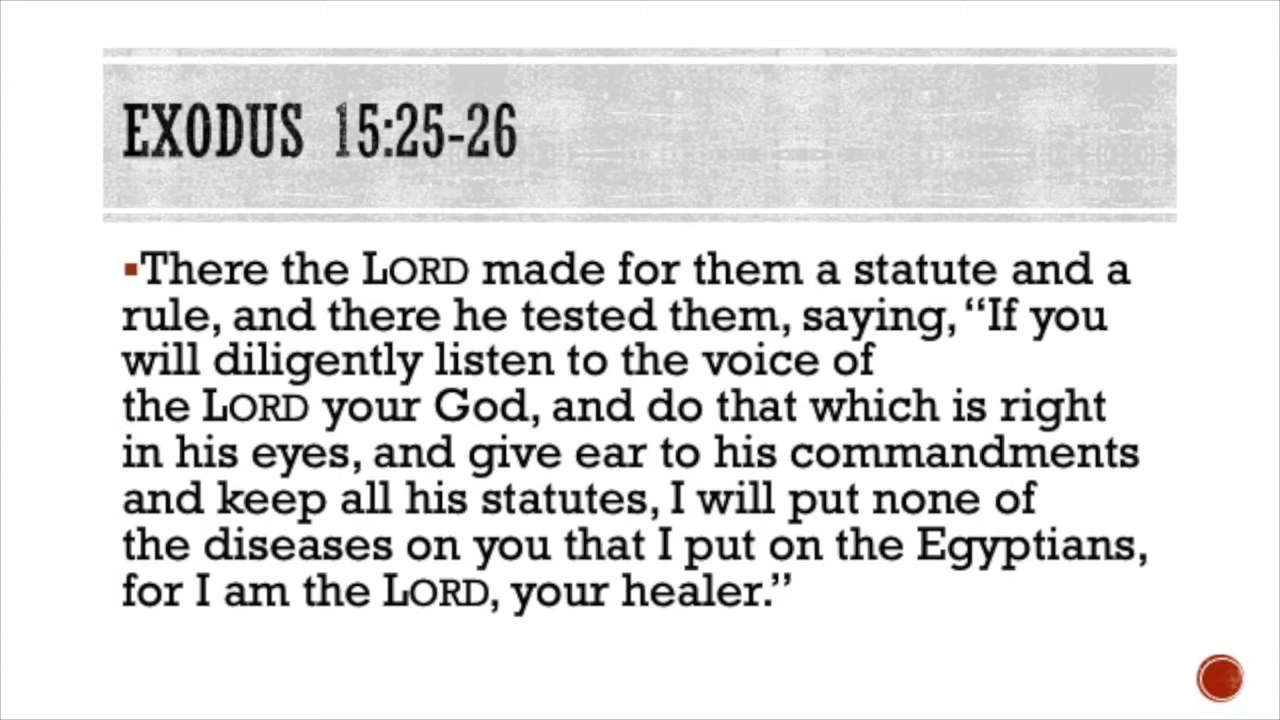 EXODUS 15:25-26
▪There the LORD made for them a statute and a
rule, and there he tested them, saying, “If you
will diligently listen to the voice of
the LORD your God, and do that which is right
in his eyes, and give ear to his commandments
and keep all his statutes, I will put none of
the diseases on you that I put on the Egyptians,
for I am the LORD, your healer.”